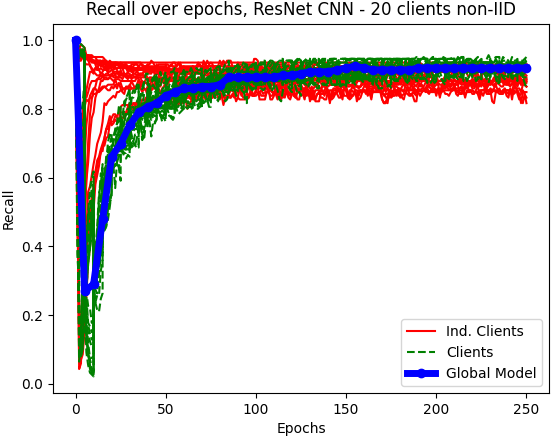 Recall over epochs, ResNet CNN - 20 clients non-IID
1.0
0.8
0.6
0.4
0.2
0.0
Recall
Ind. Clients
Clients
Global Model
0 50 100 150 200 250
Epochs